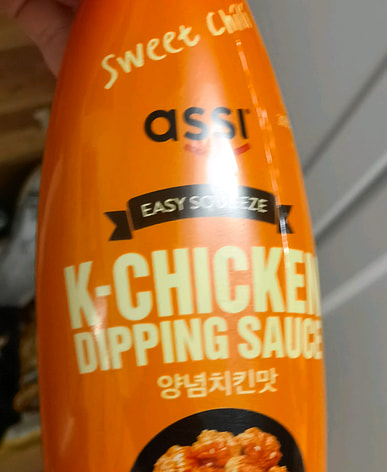 Sweet Chili
assi
EASY SQUEEZE
K-CHICKEN
DIPPING SAUCE
양념치킨맛